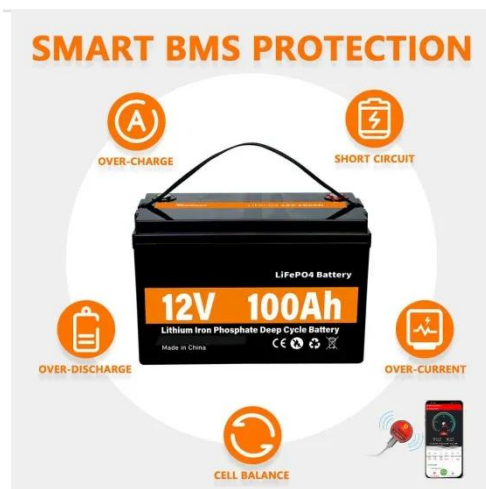 SMART BMS PROTECTION
OVER-CHARGE
SHORT CIRCUIT
LiFePO4 Battery
12V 100Ah
Lithium Iron Phosphate Deep Cycle Battery
Made in China
OVER-DISCHARGE
OVER-CURRENT
CELL BALANCE